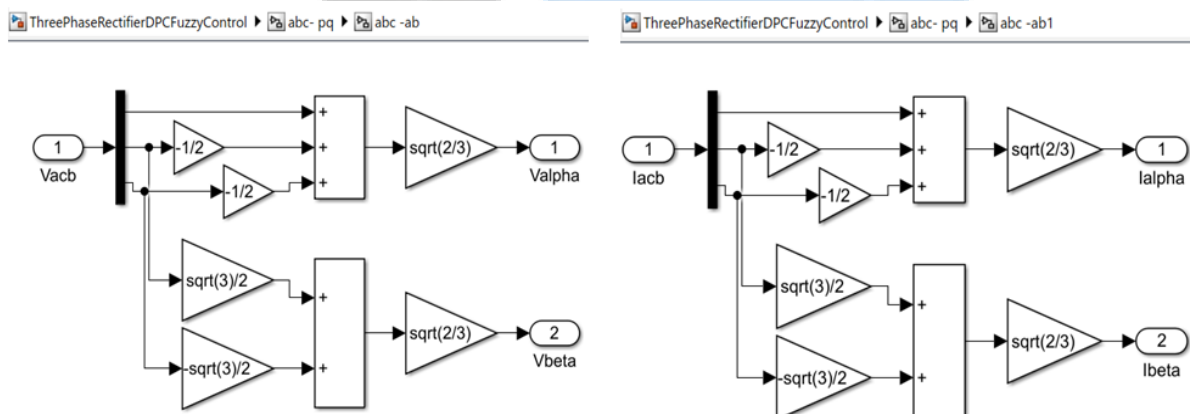 ThreePhaseRectifierDPCFuzzyControl abc- pq abc -ab
1
Vacb
-1/2
-1/2
+
+
+
sqrt(2/3)
1
Valpha
sqrt(3)/2
-sqrt(3)/2
+
+
sqrt(2/3)
2
Vbeta
ThreePhaseRectifierDPCFuzzyControl abc- pq abc -ab1
1
Iacb
-1/2
-1/2
+
+
+
sqrt(2/3)
1
Ialpha
sqrt(3)/2
-sqrt(3)/2
+
+
sqrt(2/3)
2
Ibeta